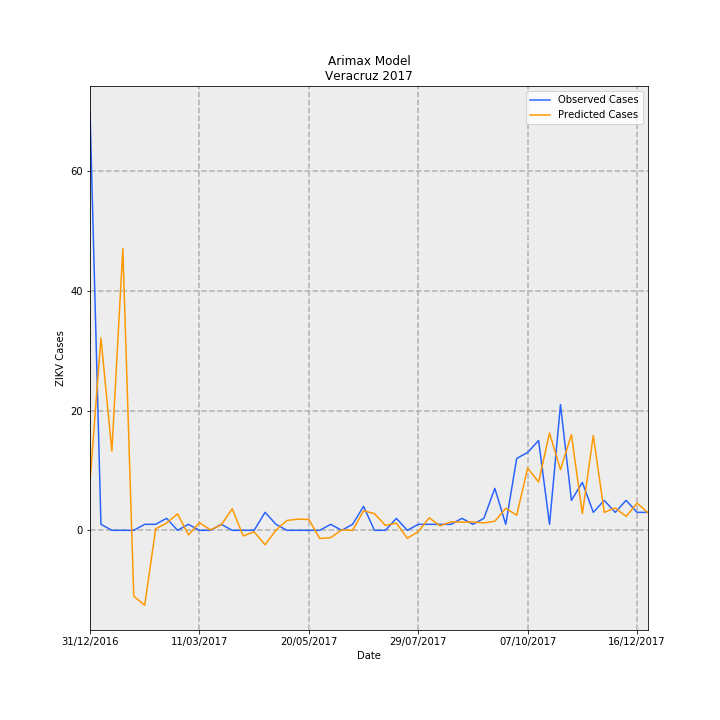 Arimax Model
Veracruz 2017
Observed Cases
Predicted Cases
60
40
20
0
ZIKV Cases
31/12/2016 11/03/2017 20/05/2017 29/07/2017 07/10/2017 16/12/2017
Date